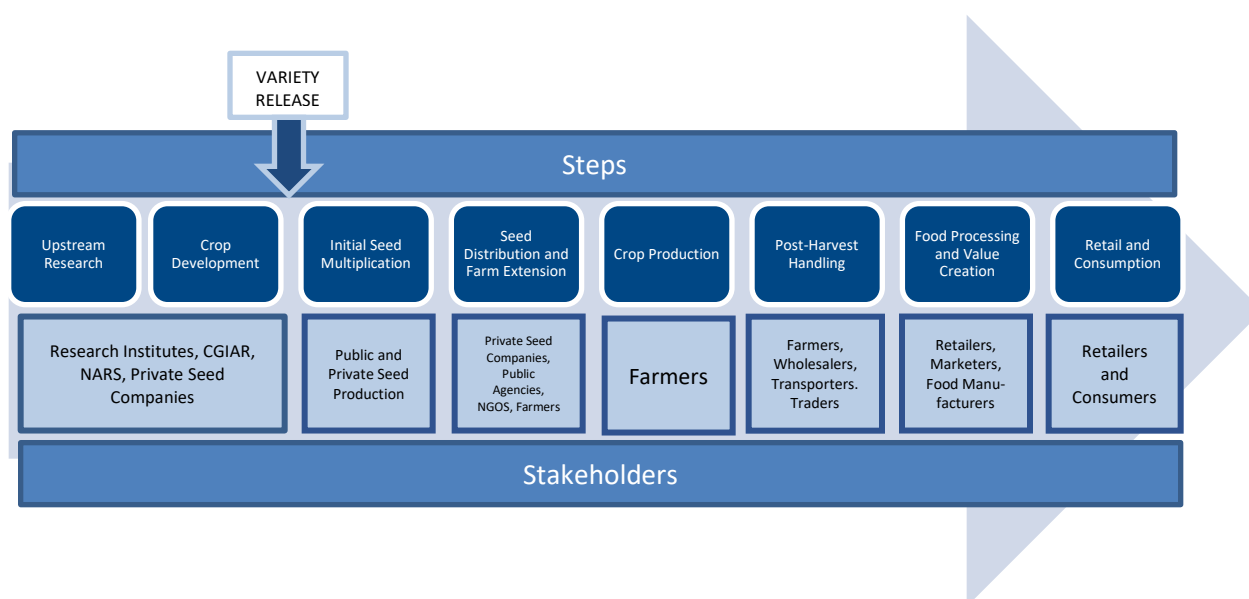 VARIETY
RELEASE
Steps
Upstream
Research
Crop
Development
Initial Seed
Multiplication
Seed
Distribution and
Farm Extension
Crop Production
Post-Harvest
Handling
Food Processing
and Value
Creation
Retail and
Consumption
Research Institutes, CGIAR,
NARS, Private Seed
Companies
Public and
Private Seed
Production
Private Seed
Companies,
Public
Agencies,
NGOS, Farmers
Farmers
Farmers,
Wholesalers,
Transporters.
Traders
Retailers,
Marketers,
Food Manu-
facturers
Retailers
and
Consumers
Stakeholders